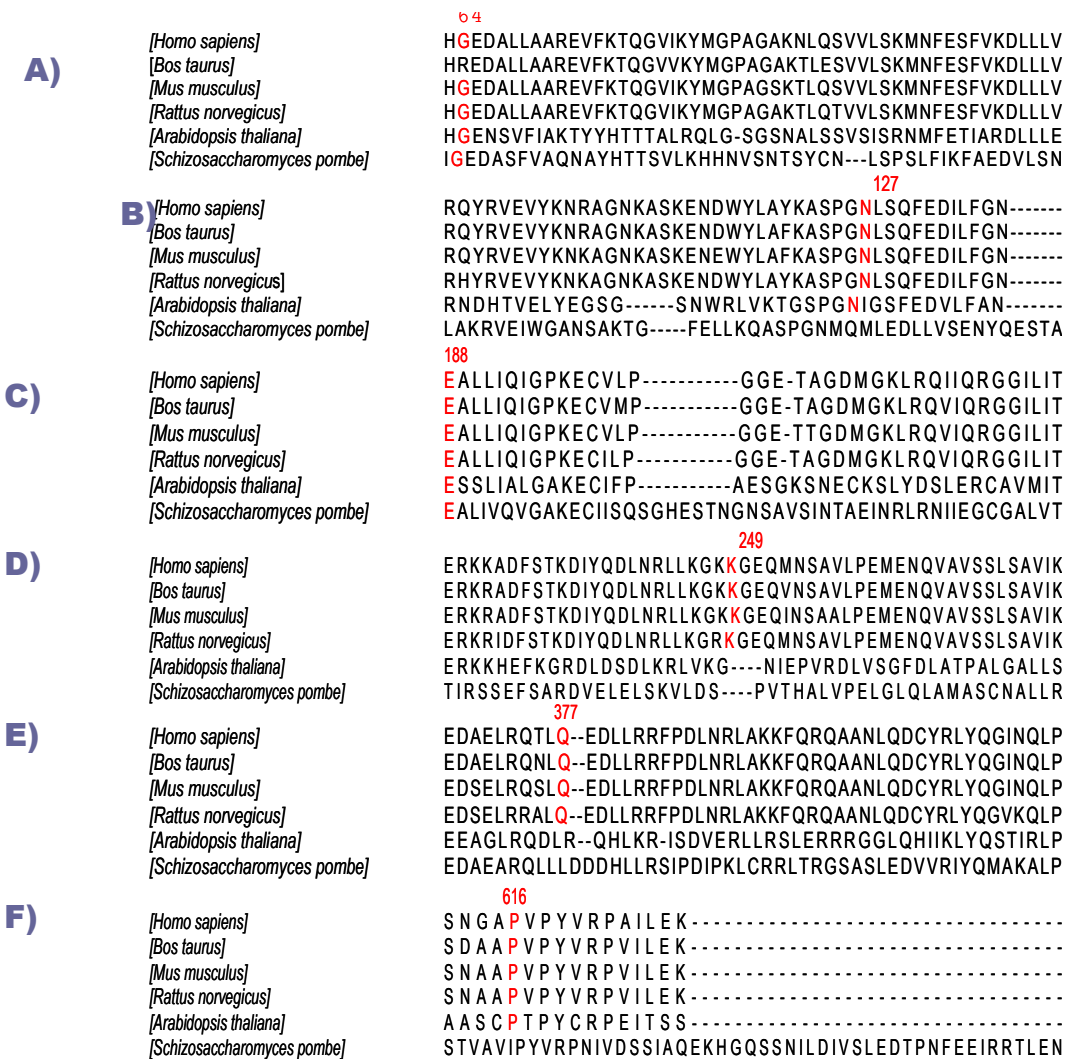 64
A)
[Homo sapiens] HGEDALLAAREVFKTQGVIKYMGPAGAKNLQSVVLSKMNFESFVKDLLLV
[Bos taurus] HREDALLAAREVFKTQGVVKYMGPAGAKTLESVVLSKMNFESFVKDLLLV
[Mus musculus] HGEDALLAAREVFKTQGVIKYMGPAGSKTLQSVVLSKMNFESFVKDLLLV
[Rattus norvegicus] HGEDALLAAREVFKTQGVIKYMGPAGAKTLQTVVLSKMNFESFVKDLLLV
[Arabidopsis thaliana] HGENSVFIAKTYYHTTTALRQLG-SGSNALSSVSISRNMFETIARDLLLE
[Schizosaccharomyces pombe] IGEDASFVAQNAYHTTSVLKHHNVSNTSYCN---LSPSLFIKFAEDVLSN
127
B)
[Homo sapiens] RQYRVEVYKNRAGNKASKENDWYLAYKASPGNLSQFEDILFGN-------
[Bos taurus] RQYRVEVYKNRAGNKASKENDWYLAFKASPGNLSQFEDILFGN-------
[Mus musculus] RQYRVEVYKNKAGNKASKENEWYLAFKASPGNLSQFEDILFGN-------
[Rattus norvegicus] RHYRVEVYKNKAGNKASKENDWYLAYKASPGNLSQFEDILFGN-------
[Arabidopsis thaliana] RNDHTVELYEGSG------SNWRLVKTGSPGNIGSFEDVLFAN-------
[Schizosaccharomyces pombe] LAKRVEIWGANSAKTG-----FELLKQASPGNMQMLEDLLVSENYQESTA
188
C)
[Homo sapiens] EALLIQIGPKECVLP-----------GGE-TAGDMGKLRQIIQRGGILIT
[Bos taurus] EALLIQIGPKECVMP-----------GGE-TAGDMGKLRQVIQRGGILIT
[Mus musculus] EALLIQIGPKECVLP-----------GGE-TTGDMGKLRQVIQRGGILIT
[Rattus norvegicus] EALLIQIGPKECILP-----------GGE-TAGDMGKLRQVIQRGGILIT
[Arabidopsis thaliana] ESSLIALGAKECIFP-----------AESGKSNECKSLYDSLERCAVMIT
[Schizosaccharomyces pombe] EALIVQVGAKECIISQSGHESTNGNSAVSINTAEINRLRNIIEGCGALVT
249
D)
[Homo sapiens] ERKKADFSTKDIYQDLNRLLKGKKGEQMNSAVLPEMENQVAVSSLSAVIK
[Bos taurus] ERKRADFSTKDIYQDLNRLLKGKKGEQVNSAVLPEMENQVAVSSLSAVIK
[Mus musculus] ERKRADFSTKDIYQDLNRLLKGKKGEQINSAALPEMENQVAVSSLSAVIK
[Rattus norvegicus] ERKRIDFSTKDIYQDLNRLLKGRKGEQMNSAVLPEMENQVAVSSLSAVIK
[Arabidopsis thaliana] ERKKHEFKGRDLDSDLKRLVKG----NIEPVRDLVSGFDLATPALGALLS
[Schizosaccharomyces pombe] TIRSSEFSARDVELELSKVLDS----PVTHALVPELGLQLAMASCNALLR
377
E)
[Homo sapiens] EDAELRQTLQ--EDLLRRFPDLNRLAKKFQRQAANLQDCYRLYQGINQLP
[Bos taurus] EDAELRQNLQ--EDLLRRFPDLNRLAKKFQRQAANLQDCYRLYQGINQLP
[Mus musculus] EDSELRQSLQ--EDLLRRFPDLNRLAKKFQRQAANLQDCYRLYQGINQLP
[Rattus norvegicus] EDSELRRALQ--EDLLRRFPDLNRLAKKFQRQAANLQDCYRLYQGVKQLP
[Arabidopsis thaliana] EEAGLRQDLR--QHLKR-ISDVERLLRSLERRRGGLQHIIKLYQSTIRLP
[Schizosaccharomyces pombe] EDAEARQLLLDDDHLLRSIPDIPKLCRRLTRGSASLEDVVRIYQMAKALP
616
F)
[Homo sapiens] SNGAPVPYVRPAILEK----------------------------------
[Bos taurus] SDAAPVPYVRPVILEK----------------------------------
[Mus musculus] SNAAPVPYVRPVILEK----------------------------------
[Rattus norvegicus] SNAAPVPYVRPVILEK----------------------------------
[Arabidopsis thaliana] AASCPTPYCRPEITSS----------------------------------
[Schizosaccharomyces pombe] STVAVIPYVRPNIVDSSIAQEKHGQSSNILDIVSLEDTPNFEEIRRTLEN